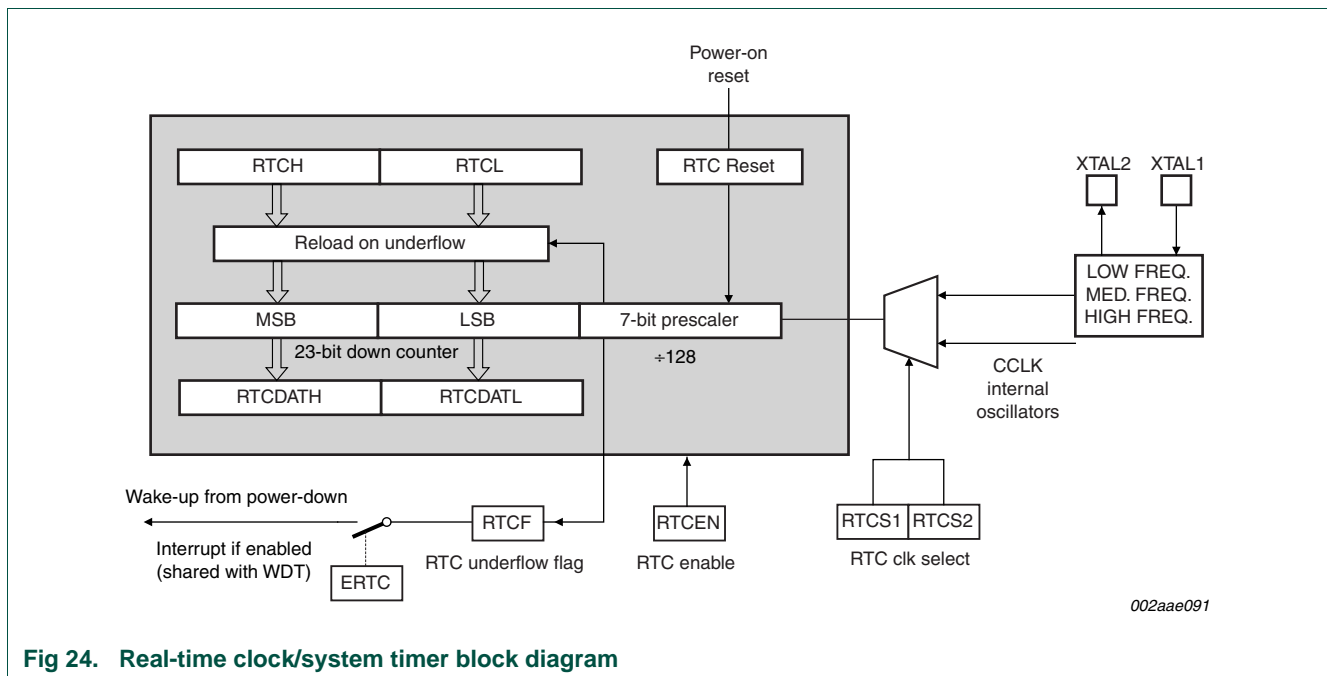 Power-on
reset
RTCH
RTCL
RTC Reset
XTAL2
XTAL1
Reload on underflow
LOW FREQ.
MED. FREQ.
HIGH FREQ.
MSB
LSB
7-bit prescaler
23-bit down counter
÷128
CCLK
internal
oscillators
RTCDATH
RTCDATL
Wake-up from power-down
RTCF
RTCEN
RTCS1
RTCS2
Interrupt if enabled
(shared with WDT)
RTC underflow flag
RTC enable
RTC clk select
ERTC
002aae091
Fig 24. Real-time clock/system timer block diagram